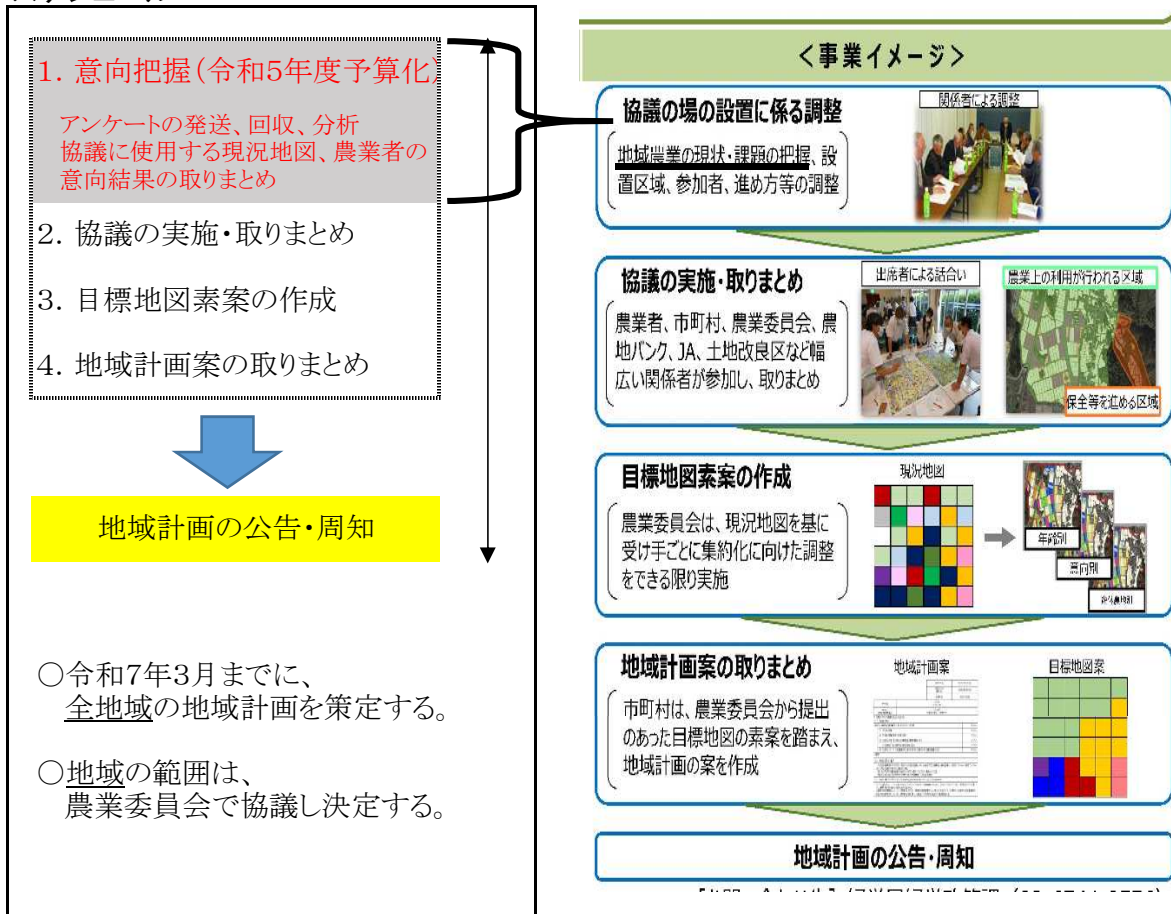 1. 意向把握(令和5年度予算化)
アンケートの発送、回収、分析
協議に使用する現況地図、農業者の
意向結果の取りまとめ
2. 協議の実施・取りまとめ
3. 目標地図素案の作成
4. 地域計画案の取りまとめ
地域計画の公告・周知
○令和7年3月までに、
全地域の地域計画を策定する。
○地域の範囲は、
農業委員会で協議し決定する。
＜事業イメージ＞
協議の場の設置に係る調整
地域農業の現状・課題の把握、設
置区域、参加者、進め方等の調整
関係者による調整
協議の実施・取りまとめ
農業者、市町村、農業委員会、農
地バンク、JA、土地改良区など幅
広い関係者が参加し、取りまとめ
出席者による話合い
農業上の利用が行われる区域
保全等を進める区域
目標地図素案の作成
農業委員会は、現況地図を基に
受け手ごとに集約化に向けた調整
をできる限り実施
現況地図
年齢別
意向別
地域計画案の取りまとめ
市町村は、農業委員会から提出
のあった目標地図の素案を踏まえ、
地域計画の案を作成
地域計画案
目標地図案
地域計画の公告・周知